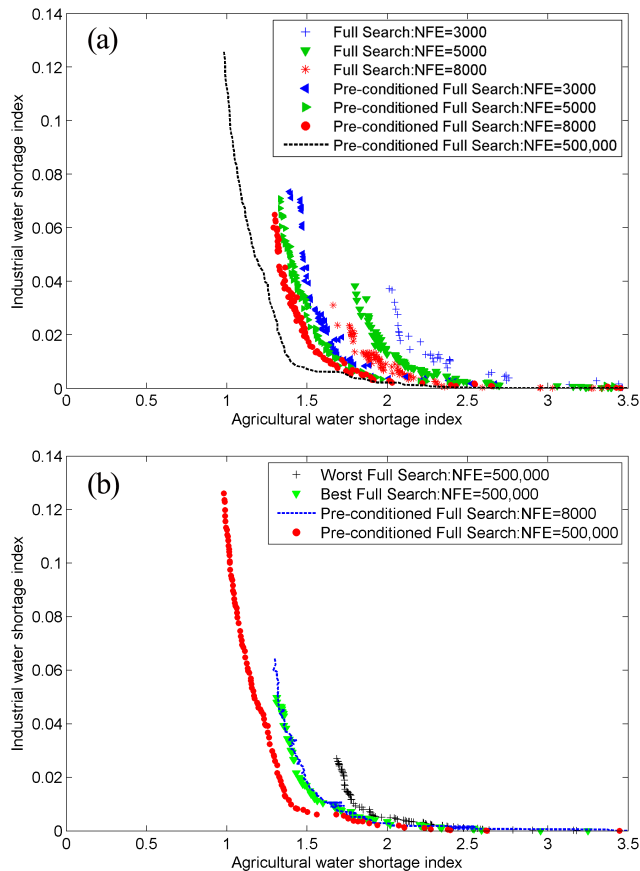 (a)
Full Search:NFE=3000
Full Search:NFE=5000
Full Search:NFE=8000
Pre-conditioned Full Search:NFE=3000
Pre-conditioned Full Search:NFE=5000
Pre-conditioned Full Search:NFE=8000
Pre-conditioned Full Search:NFE=500,000
Industrial water shortage index
0.14
0.12
0.1
0.08
0.06
0.04
0.02
0
0 0.5 1 1.5 2 2.5 3 3.5
Agricultural water shortage index
(b)
Worst Full Search:NFE=500,000
Best Full Search:NFE=500,000
Pre-conditioned Full Search:NFE=8000
Pre-conditioned Full Search:NFE=500,000
Industrial water shortage index
0.14
0.12
0.1
0.08
0.06
0.04
0.02
0
0 0.5 1 1.5 2 2.5 3 3.5
Agricultural water shortage index